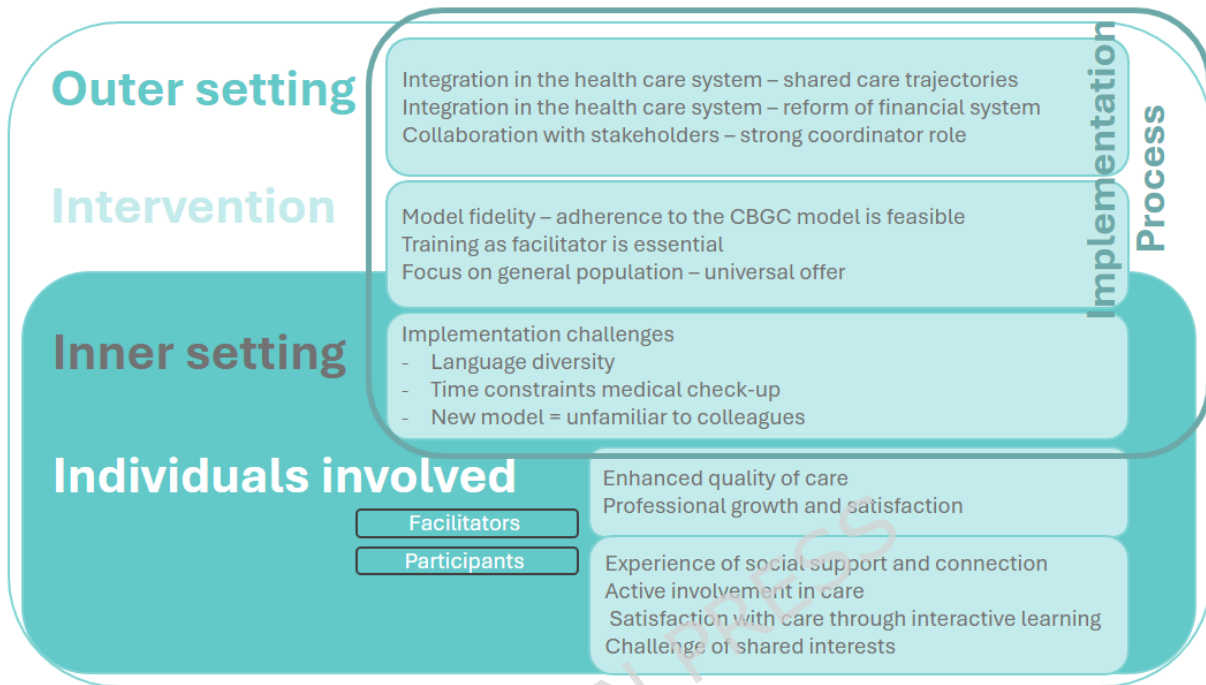 Outer setting
Integration in the health care system – shared care trajectories
Integration in the health care system – reform of financial system
Collaboration with stakeholders – strong coordinator role
Implementation
Process
Intervention
Model fidelity – adherence to the CBGC model is feasible
Training as facilitator is essential
Focus on general population – universal offer
Inner setting
Implementation challenges
- Language diversity
- Time constraints medical check-up
- New model = unfamiliar to colleagues
Individuals involved
Facilitators
Enhanced quality of care
Professional growth and satisfaction
Participants
Experience of social support and connection
Active involvement in care
Satisfaction with care through interactive learning
Challenge of shared interests
PRESS